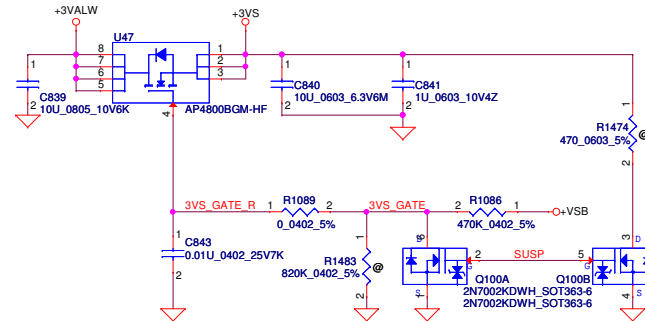 +3VALW
+3VS
U47
8
7
6
5
1
2
3
4
AP4800BGM-HF
1
2
C839
10U_0805_10V6K
1
2
C840
10U_0603_6.3V6M
1
2
C841
1U_0603_10V4Z
1
2
R1474
470_0603_5%
@
3VS_GATE_R
1
R1089
2
0_0402_5%
3VS_GATE
2
R1086
1
470K_0402_5%
+VSB
1
2
C843
0.01U_0402_25V7K
1
2
R1483
820K_0402_5%
@
6
D
2
G
S
1
SUSP
5
G
3
D
S
4
Q100A
2N7002KDWH_SOT363-6
Q100B
2N7002KDWH_SOT363-6